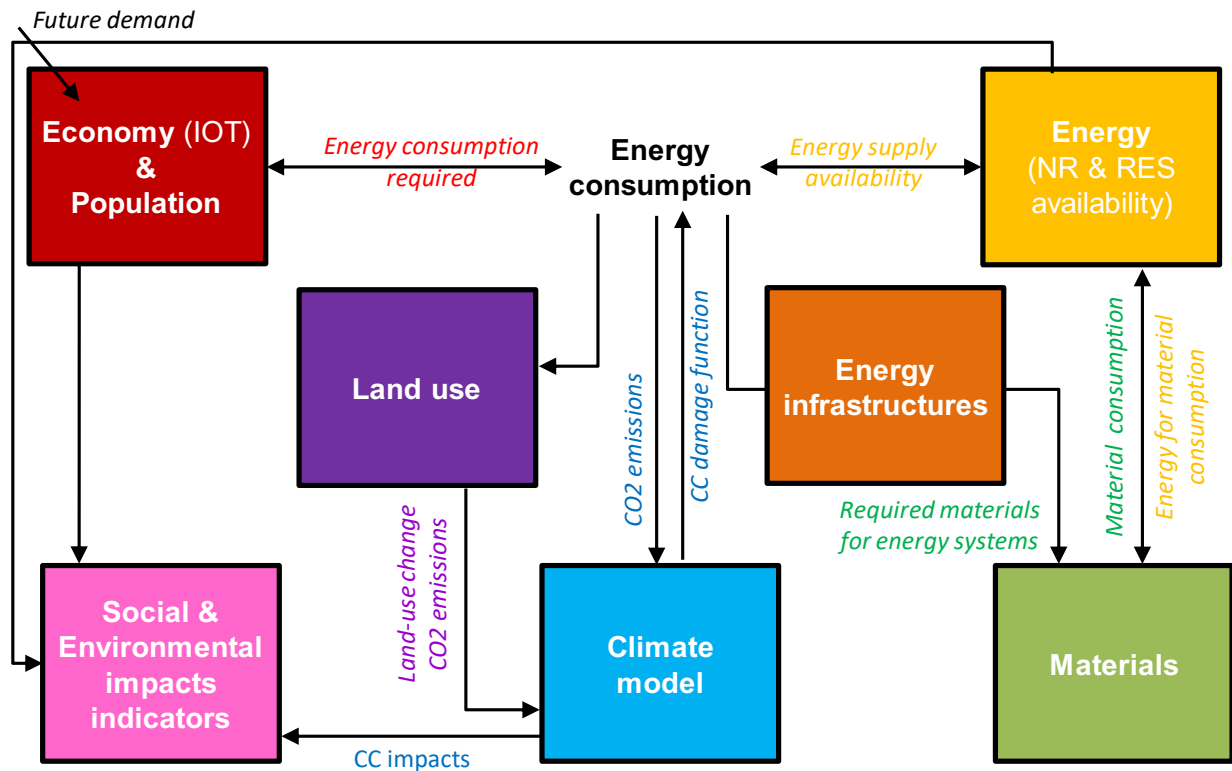 Future demand
Economy (IOT)
&
Population
Energy consumption
required
Energy
consumption
Energy supply
availability
Energy
(NR & RES
availability)
Land use
CO2 emissions
CC damage function
Energy
infrastructures
Material consumption
Energy for material
consumption
Required materials
for energy systems
Land-use change
CO2 emissions
Social &
Environmental
impacts
indicators
CC impacts
Climate
model
Materials